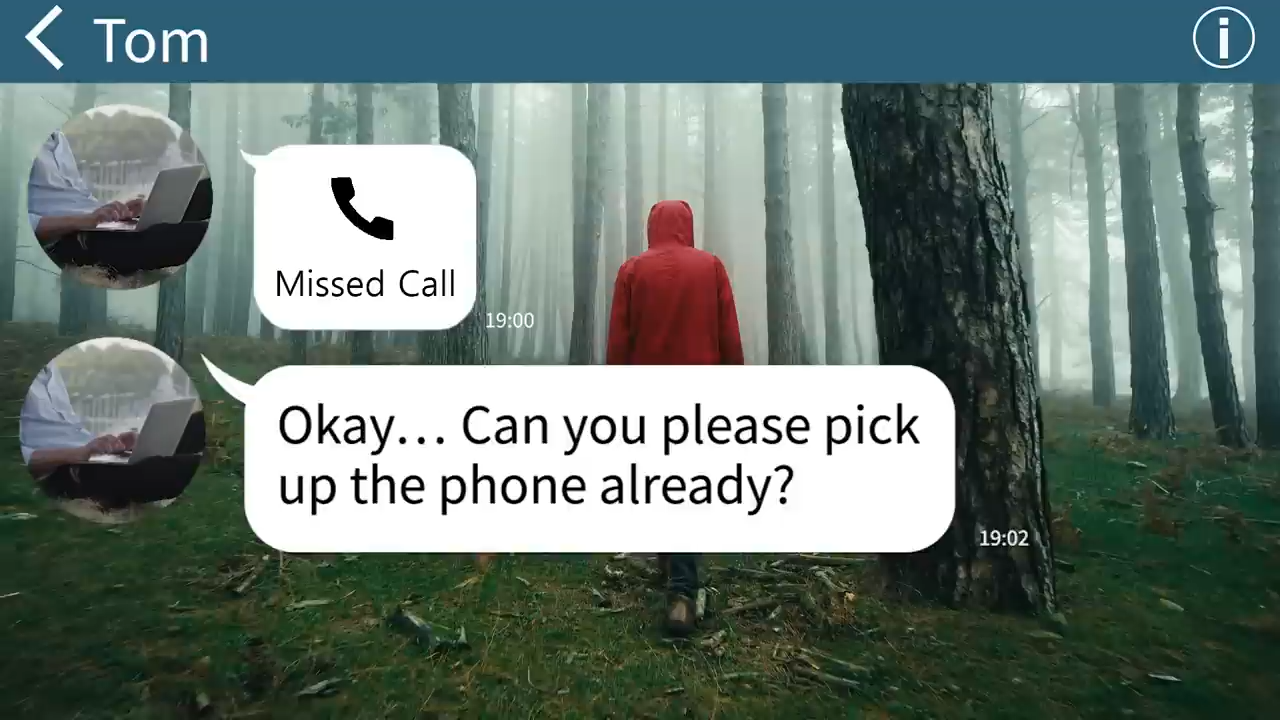 Tom
Missed Call
19:00
Okay... Can you please pick
up the phone already?
19:02